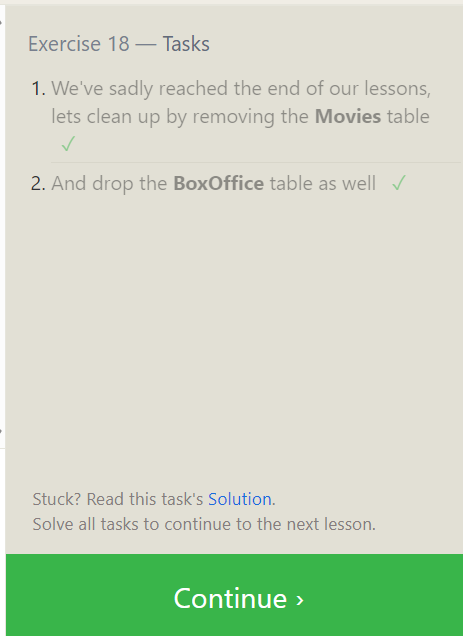 Exercise 18 — Tasks
1. We've sadly reached the end of our lessons,
lets clean up by removing the Movies table
✓
2. And drop the BoxOffice table as well ✓
Stuck? Read this task's Solution.
Solve all tasks to continue to the next lesson.
Continue ›